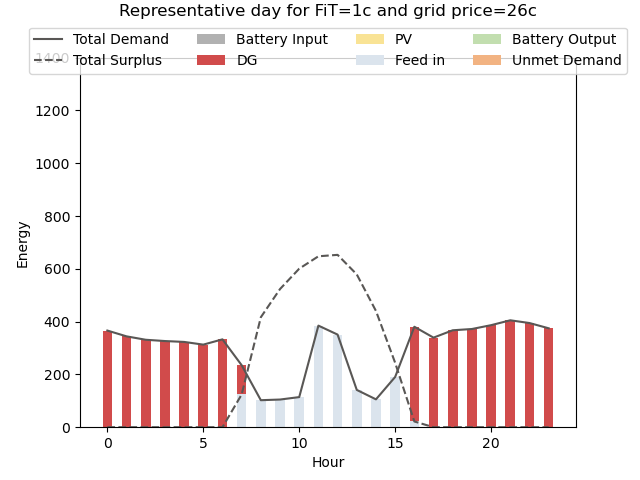 Representative day for FiT=1c and grid price=26c
Total Demand
Total Surplus
Battery Input
DG
PV
Feed in
Battery Output
Unmet Demand
1400
1200
1000
800
600
400
200
0
Energy
0 5 10 15 20
Hour